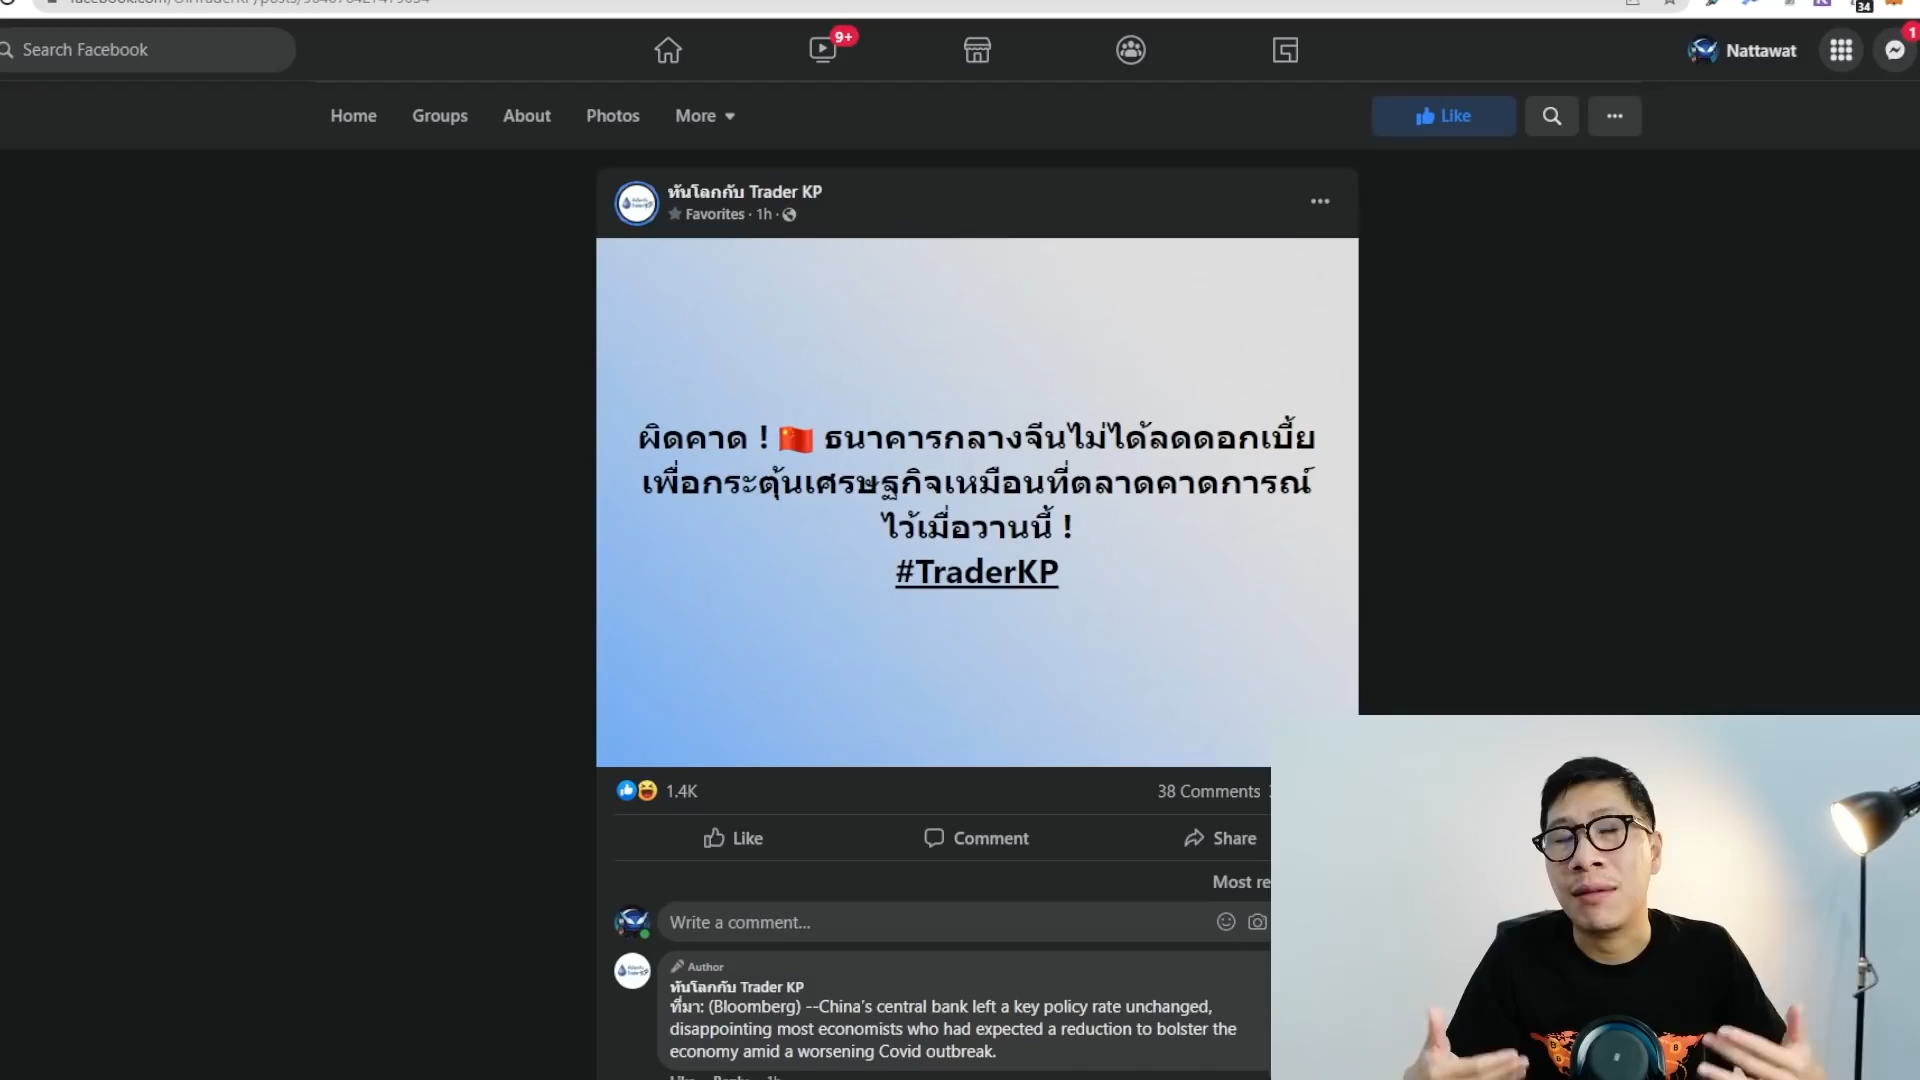 34
Search Facebook
9+
Nattawat
1
Home
Groups
About
Photos
More
Like
ทันโลกกับ Trader KP
Favorites · 1h ·
ผิดคาด ! 🇨🇳 ธนาคารกลางจีนไม่ได้ลดดอกเบี้ย
เพื่อกระตุ้นเศรษฐกิจเหมือนที่ตลาดคาดการณ์
ไว้เมื่อวานนี้ !
#TraderKP
1.4K
38 Comments
Like
Comment
Share
Most re
Write a comment...
Author
ทันโลกกับ Trader KP
ที่มา: (Bloomberg) --China’s central bank left a key policy rate unchanged,
disappointing most economists who had expected a reduction to bolster the
economy amid a worsening Covid outbreak.